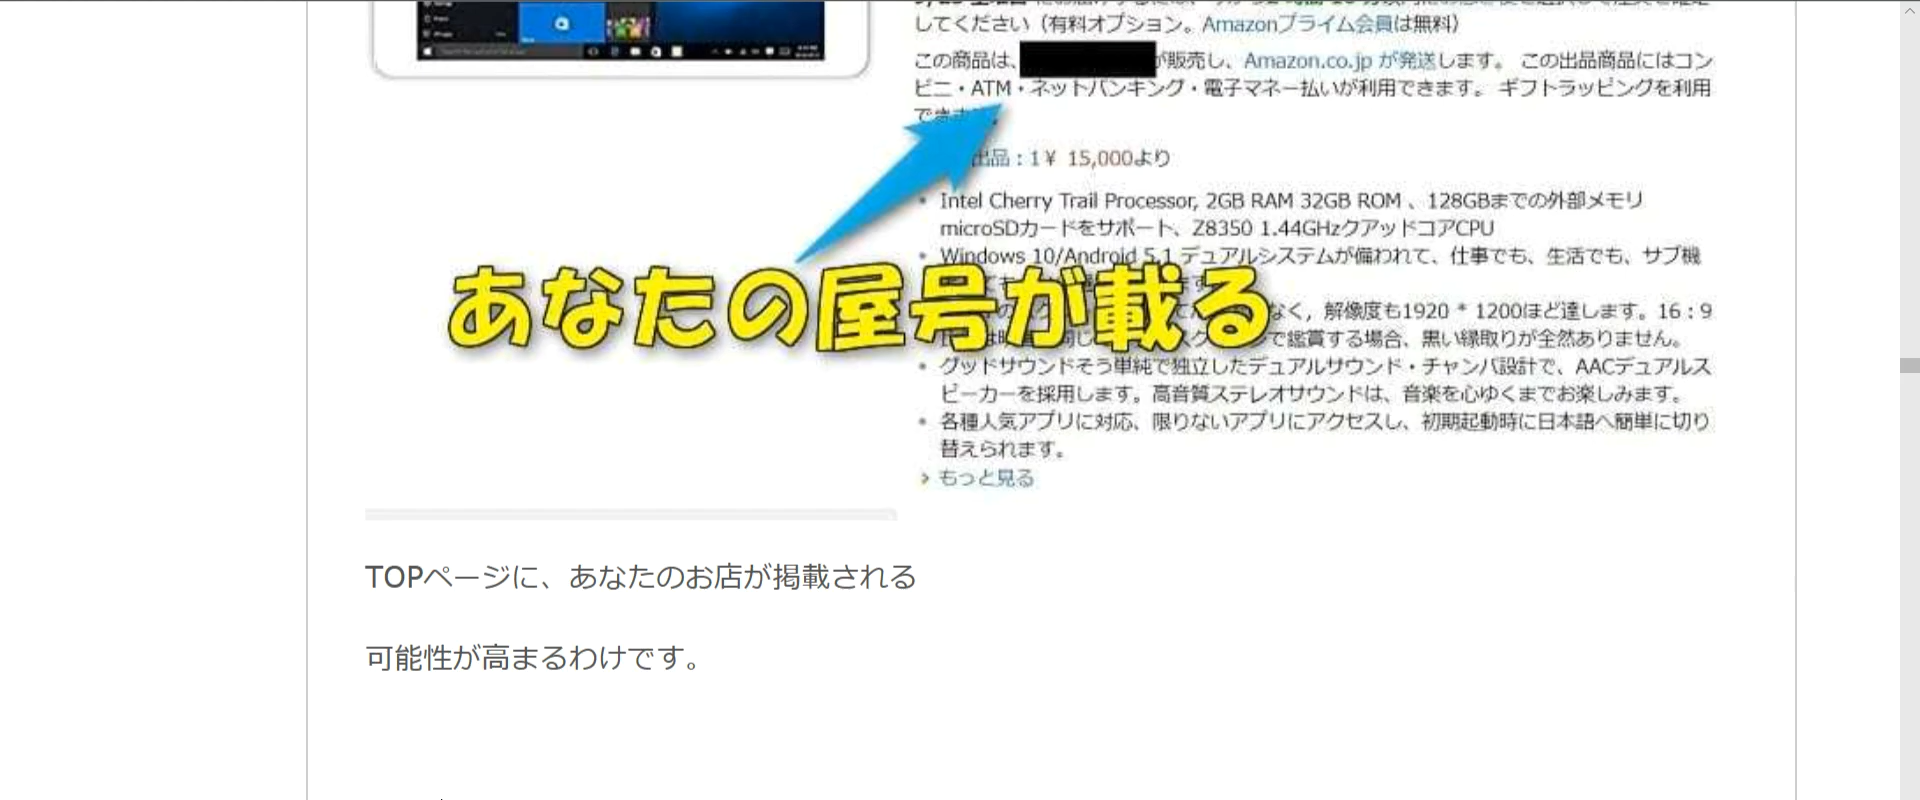 してください（有料オプション。Amazonプライム会員は無料）
この商品は、が販売し、Amazon.co.jp が発送します。 この出品商品にはコン
ビニ・ATM・ネットバンキング・電子マネー払いが利用できます。 ギフトラッピングを利用
出品：1￥ 15,000より
Intel Cherry Trail Processor, 2GB RAM 32GB ROM 、128GBまでの外部メモリ
microSDカードをサポート、Z8350 1.44GHzクアッドコアCPU
Windows 10/Android 5.1 デュアルシステムが備われて、仕事でも、生活でも、サブ機
あなたの屋号が載る
なく，解像度も1920 * 1200ほど達します。16：9
で鑑賞する場合、黒い縁取りが全然ありません。
グッドサウンドそう単純で独立したデュアルサウンド・チャンバ設計で、AACデュアルス
ピーカーを採用します。高音質ステレオサウンドは、音楽を心ゆくまでお楽しみます。
各種人気アプリに対応、限りないアプリにアクセスし、初期起動時に日本語へ簡単に切り
替えられます。
› もっと見る
TOPページに、あなたのお店が掲載される
可能性が高まるわけです。